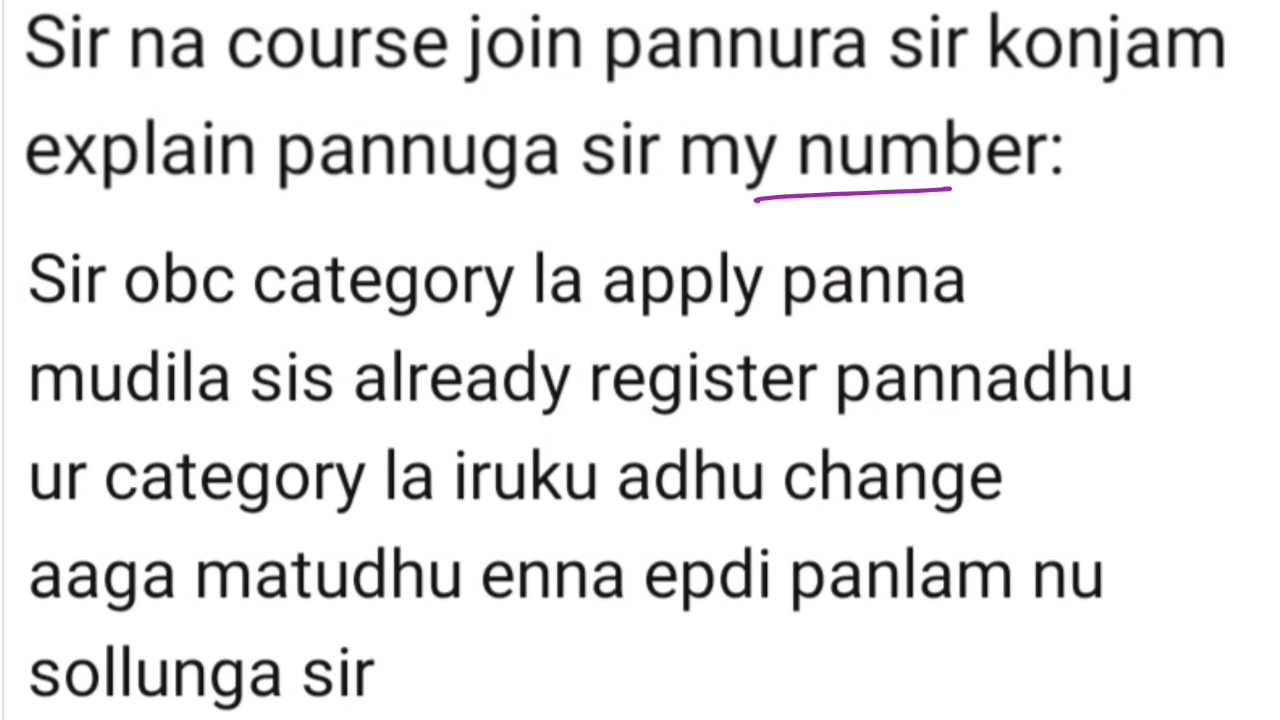 Sir na course join pannura sir konjam
explain pannuga sir my number:
Sir obc category la apply panna
mudila sis already register pannadhu
ur category la iruku adhu change
aaga matudhu enna epdi panlam nu
sollunga sir